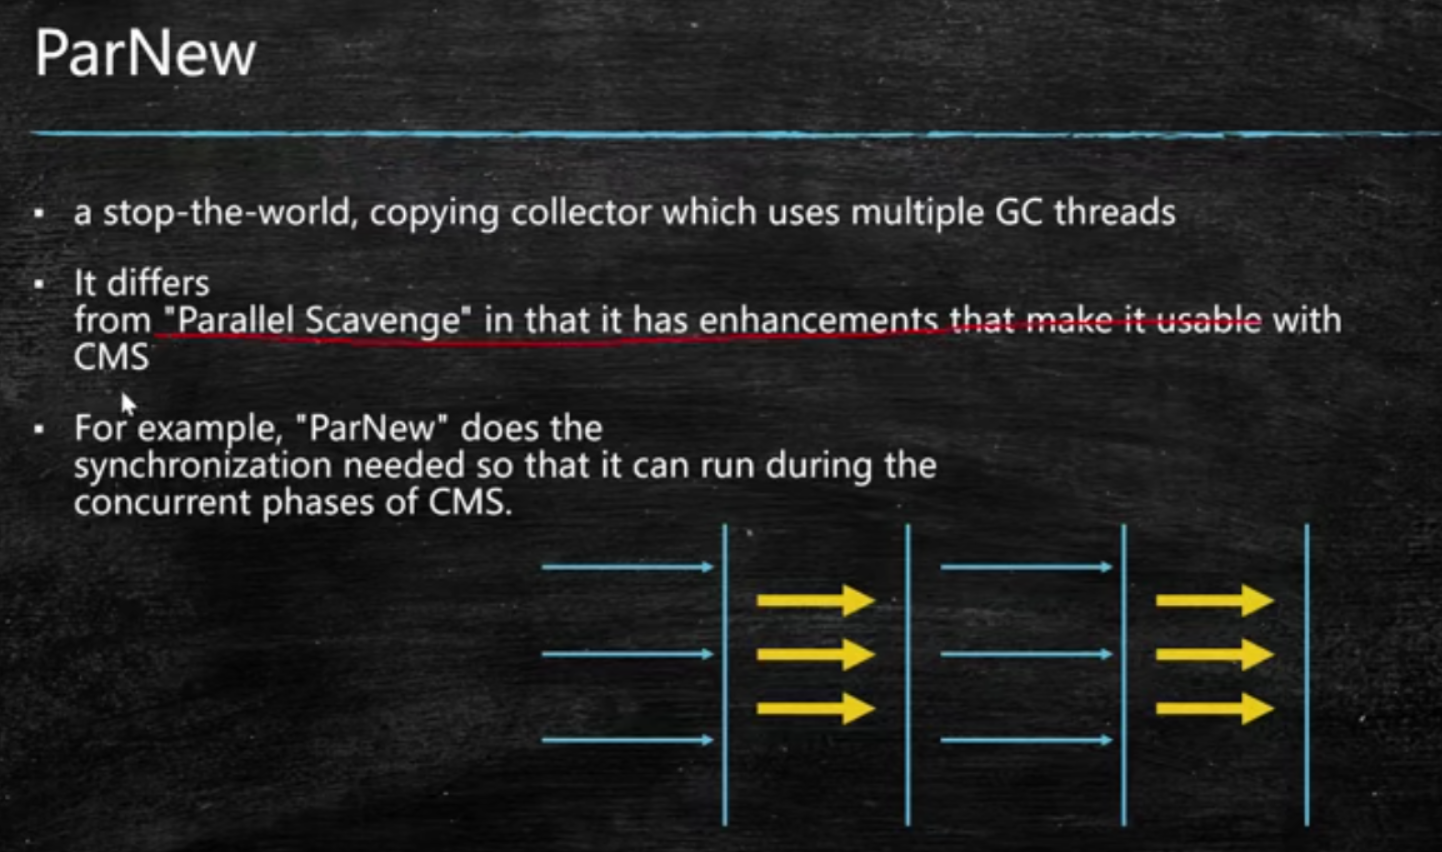 ParNew
▪ a stop-the-world, copying collector which uses multiple GC threads
▪ It differs
from "Parallel Scavenge" in that it has enhancements that make it usable with
CMS
▪ For example, "ParNew" does the
synchronization needed so that it can run during the
concurrent phases of CMS.